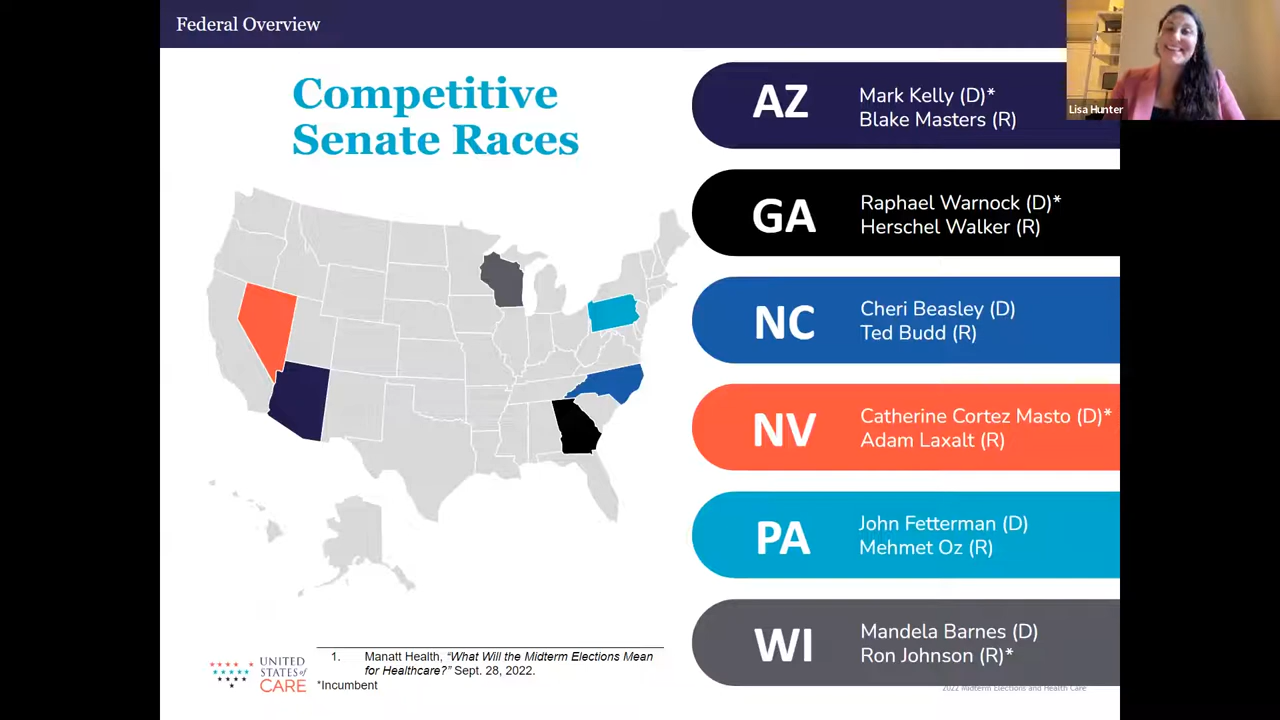 Federal Overview
Competitive
Senate Races
AZ
Mark Kelly (D)*
Blake Masters (R)
Lisa Hunter
GA
Raphael Warnock (D)*
Herschel Walker (R)
NC
Cheri Beasley (D)
Ted Budd (R)
NV
Catherine Cortez Masto (D)*
Adam Laxalt (R)
PA
John Fetterman (D)
Mehmet Oz (R)
WI
Mandela Barnes (D)
Ron Johnson (R)*
UNITED
STATES of
CARE
1. Manatt Health, “What Will the Midterm Elections Mean
for Healthcare?” Sept. 28, 2022.
*Incumbent
2022 Midterm Elections and Health Care